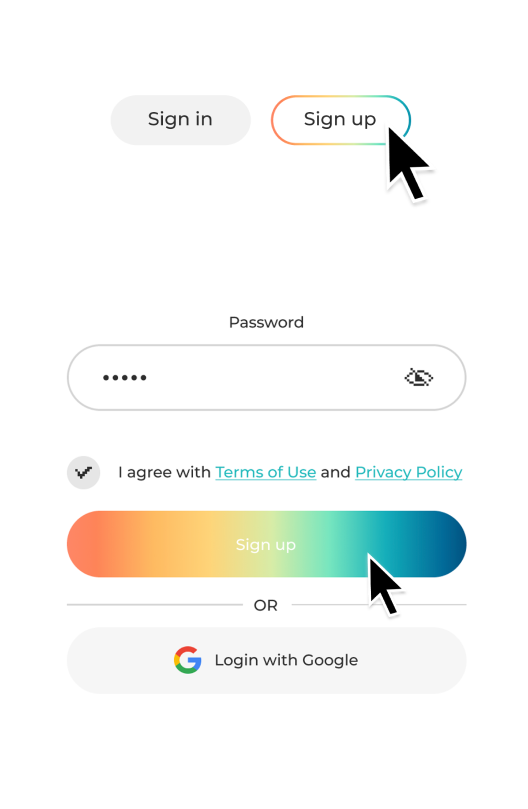 Sign in
Sign up
Password
I agree with Terms of Use and Privacy Policy
Sign up
OR
Login with Google